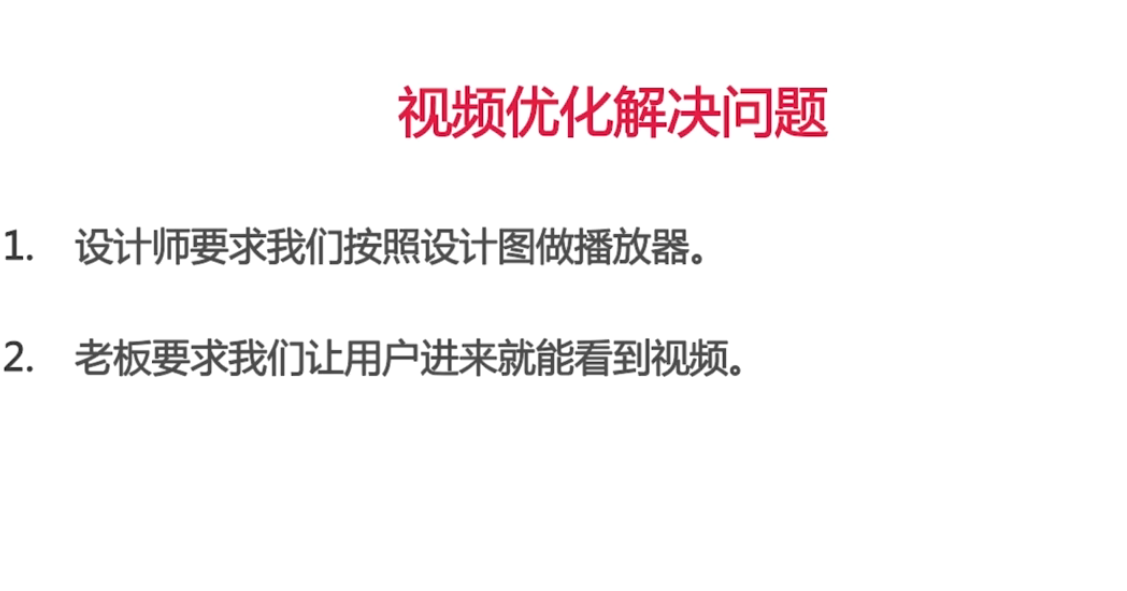 视频优化解决问题
1. 设计师要求我们按照设计图做播放器。
2. 老板要求我们让用户进来就能看到视频。